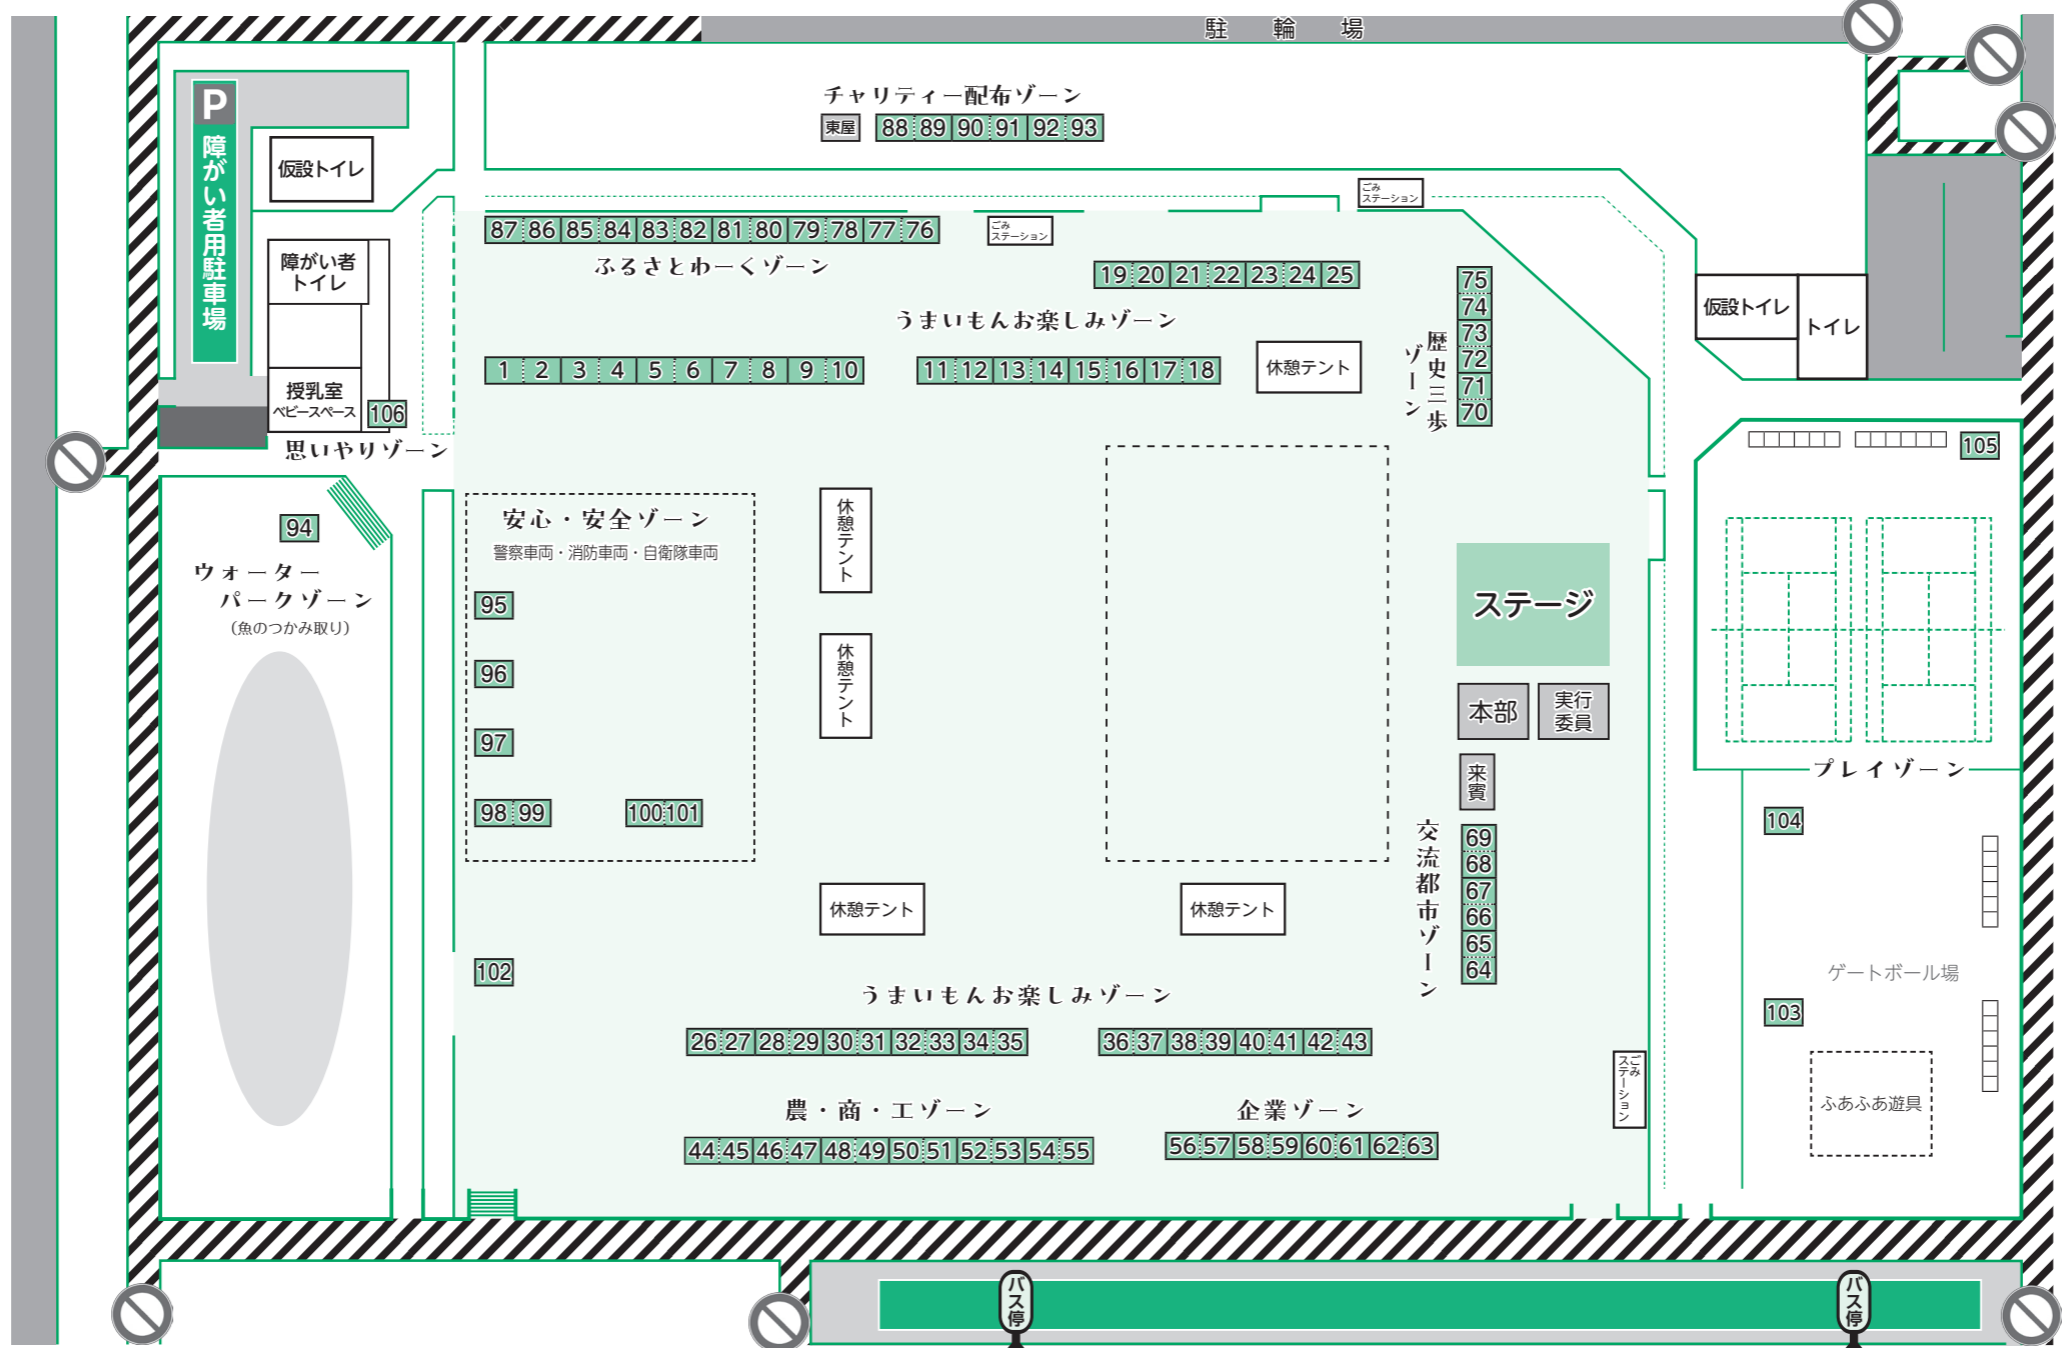 駐輪場
チャリティー配布ゾーン
東屋
88 89 90 91 92 93
P
障がい者用駐車場
仮設トイレ
ごみ
ステーション
87 86 85 84 83 82 81 80 79 78 77 76
ごみ
ステーション
ふるさとわーくゾーン
障がい者
トイレ
19 20 21 22 23 24 25
75
74
73
72
71
70
仮設トイレ
トイレ
うまいもんお楽しみゾーン
歴史三歩
ゾーン
1 2 3 4 5 6 7 8 9 10
11 12 13 14 15 16 17 18
休憩テント
授乳室
ベビースペース
106
思いやりゾーン
105
94
ウォーター
パークゾーン
(魚のつかみ取り)
安心・安全ゾーン
警察車両・消防車両・自衛隊車両
95
96
97
98 99
100 101
休憩テント
休憩テント
ステージ
本部
実行
委員
来賓
プレイゾーン
交流都市ゾーン
69
68
67
66
65
64
104
休憩テント
休憩テント
102
ゲートボール場
103
うまいもんお楽しみゾーン
26 27 28 29 30 31 32 33 34 35
36 37 38 39 40 41 42 43
ごみ
ステーション
ふあふあ遊具
農・商・工ゾーン
企業ゾーン
44 45 46 47 48 49 50 51 52 53 54 55
56 57 58 59 60 61 62 63
バス停
バス停